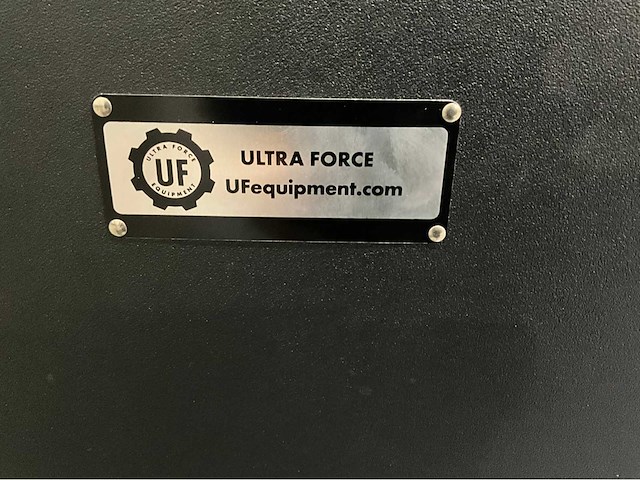 ULTRA FORCE
UF
EQUIPMENT
ULTRA FORCE
UFequipment.com